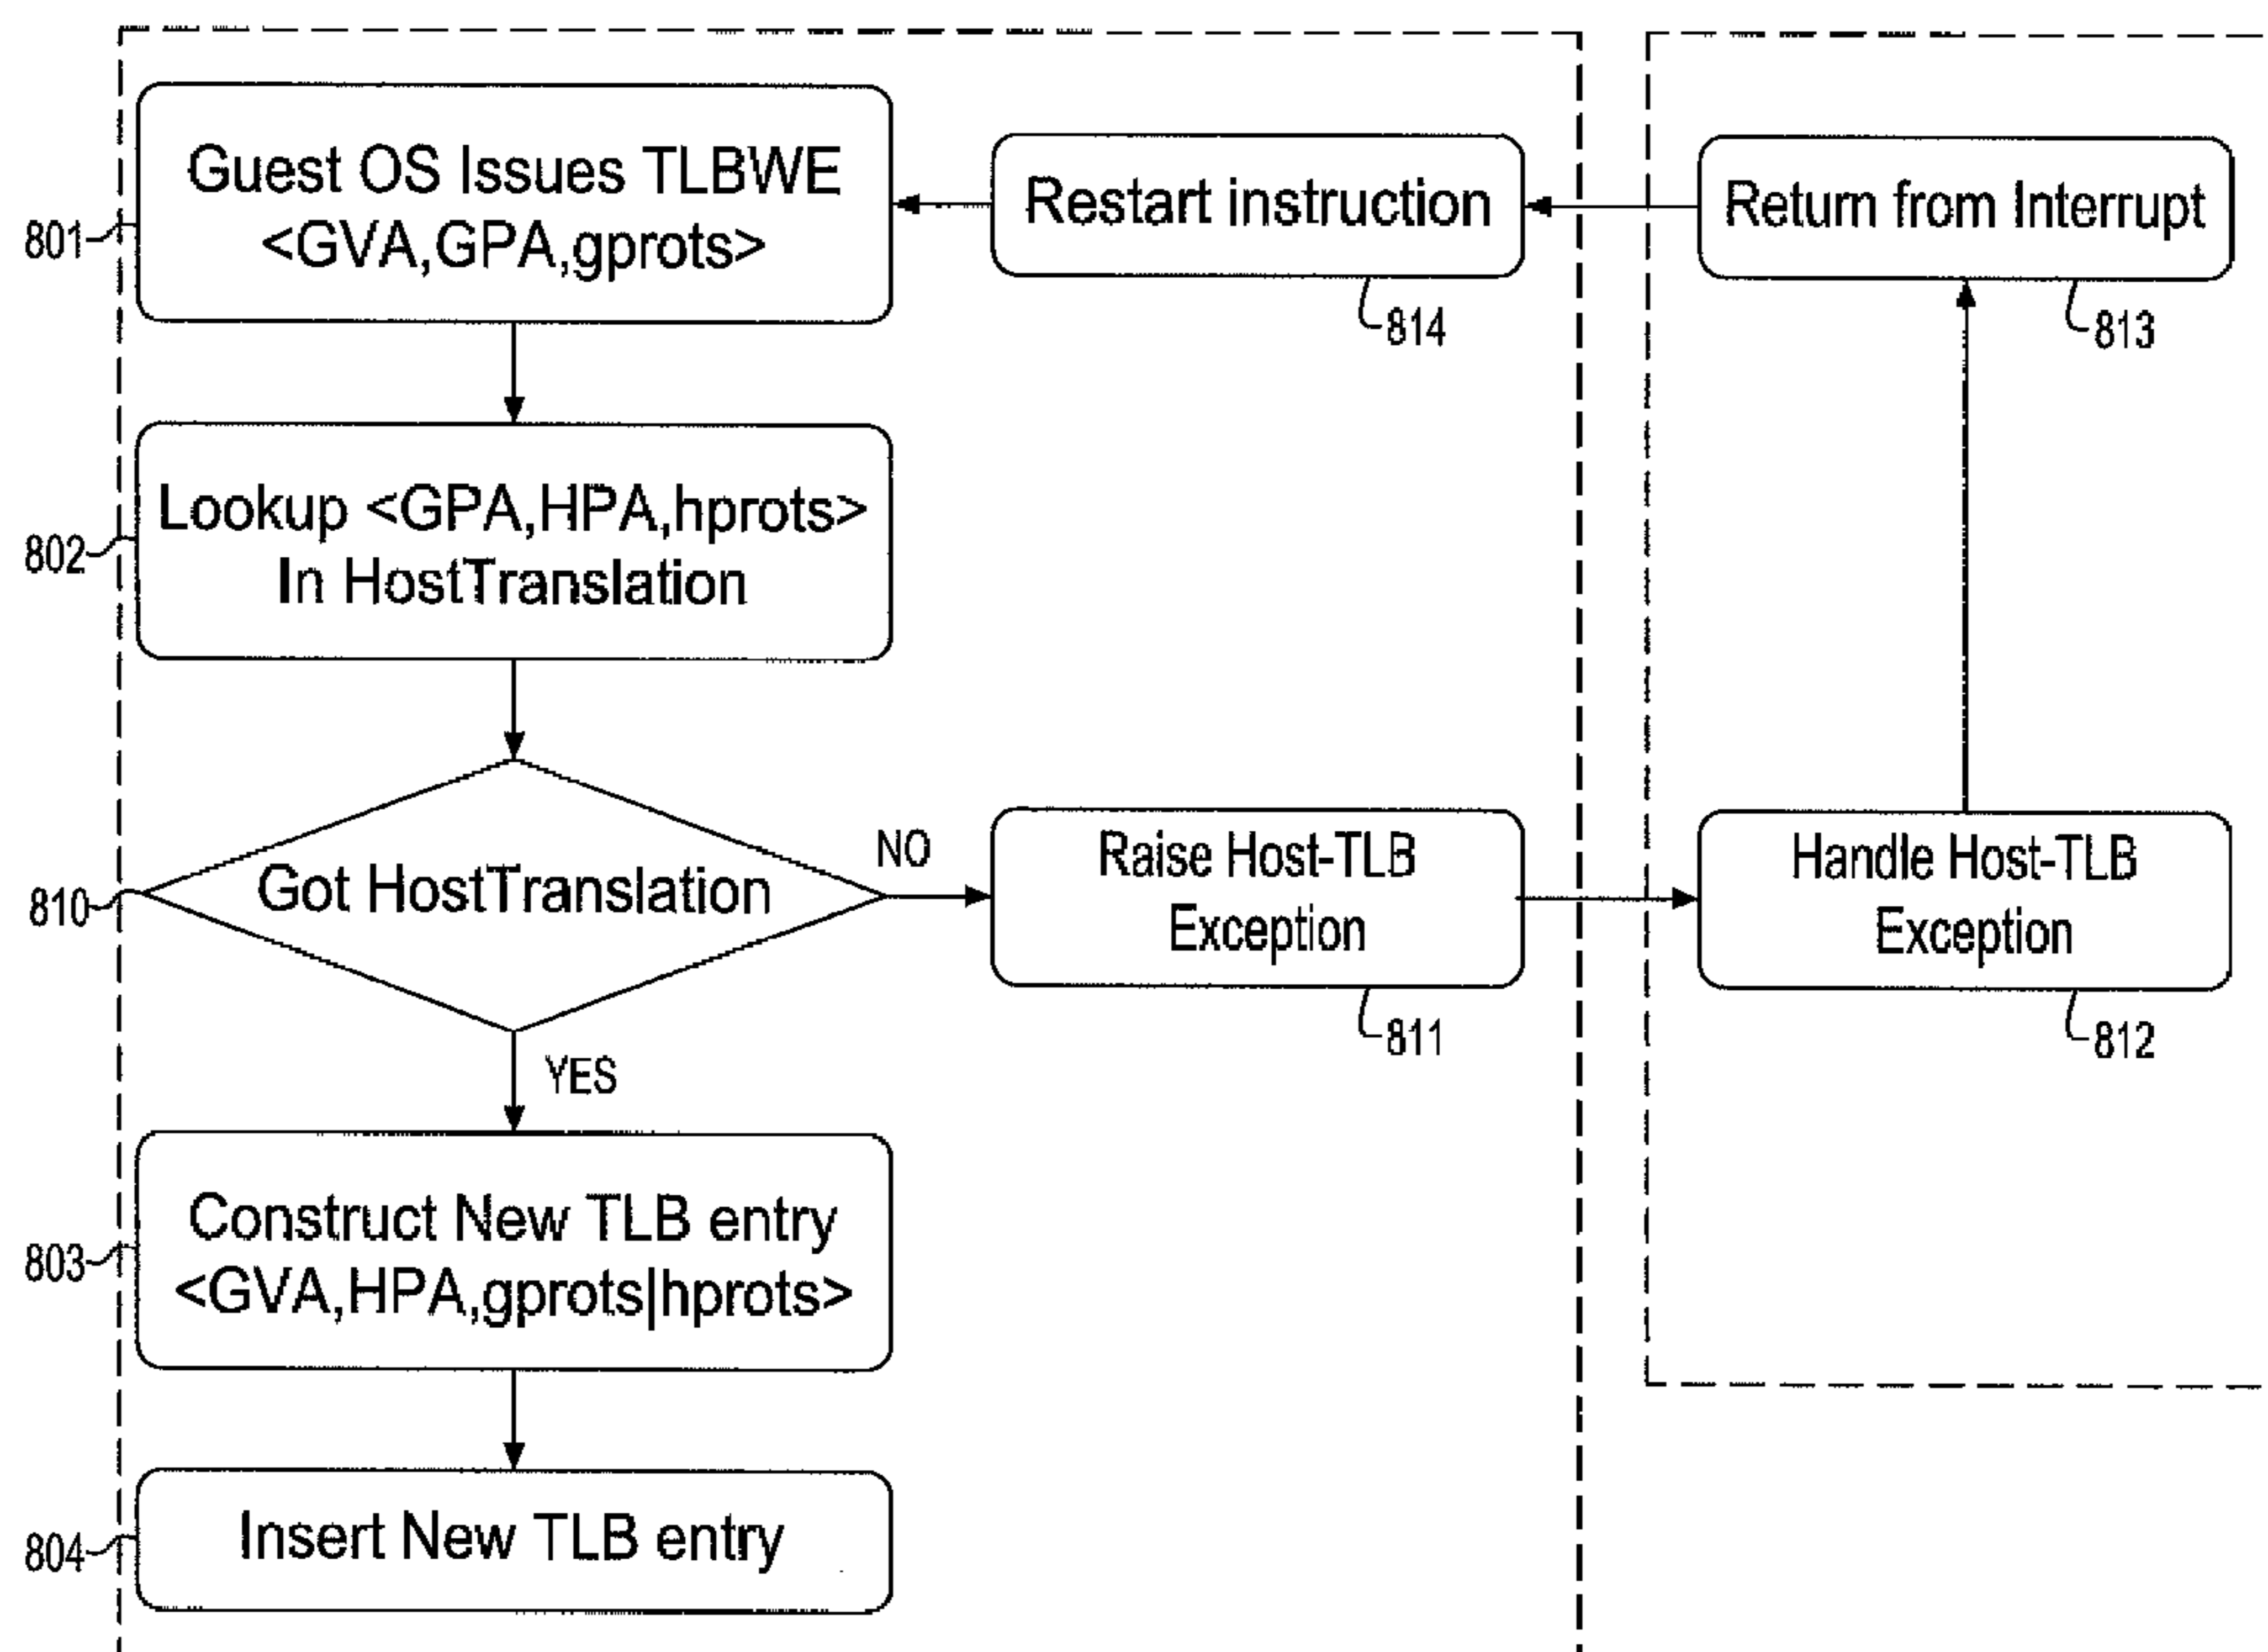 Guest OS Issues TLBWE
<GVA,GPA,gprots>
801
Restart instruction
814
Return from Interrupt
813
Lookup <GPA,HPA,hprots>
In HostTranslation
802
Got HostTranslation
810
NO
YES
Raise Host-TLB
Exception
811
Handle Host-TLB
Exception
812
Construct New TLB entry
<GVA,HPA,gprots|hprots>
803
Insert New TLB entry
804